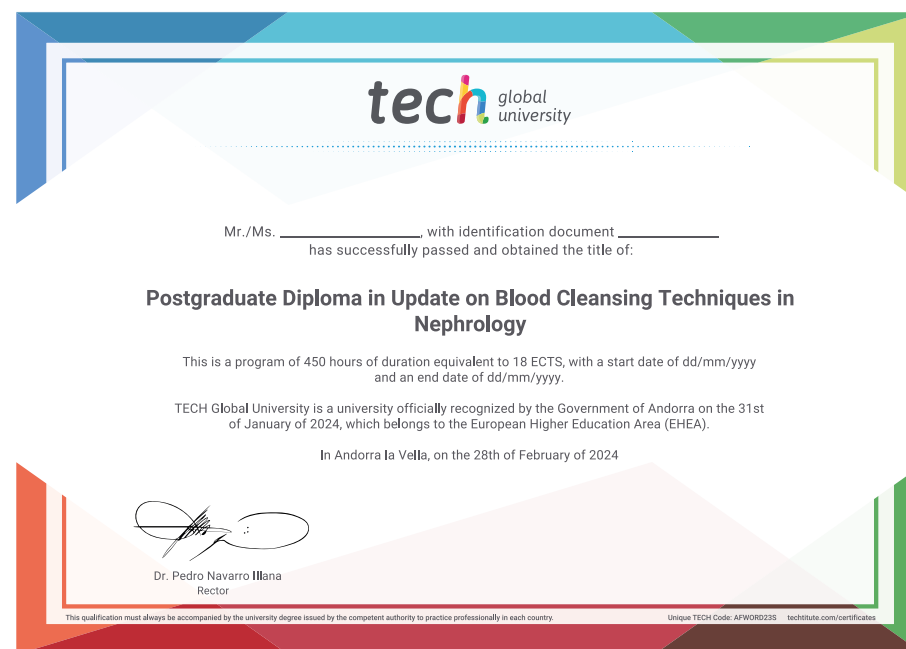 tech global university
Mr./Ms. ____________________, with identification document ____________
has successfully passed and obtained the title of:
Postgraduate Diploma in Update on Blood Cleansing Techniques in
Nephrology
This is a program of 450 hours of duration equivalent to 18 ECTS, with a start date of dd/mm/yyyy
and an end date of dd/mm/yyyy.
TECH Global University is a university officially recognized by the Government of Andorra on the 31st
of January of 2024, which belongs to the European Higher Education Area (EHEA).
In Andorra la Vella, on the 28th of February of 2024
Dr. Pedro Navarro Illana
Rector
This qualification must always be accompanied by the university degree issued by the competent authority to practice professionally in each country. Unique TECH Code: AFWORD23S techtitute.com/certificates